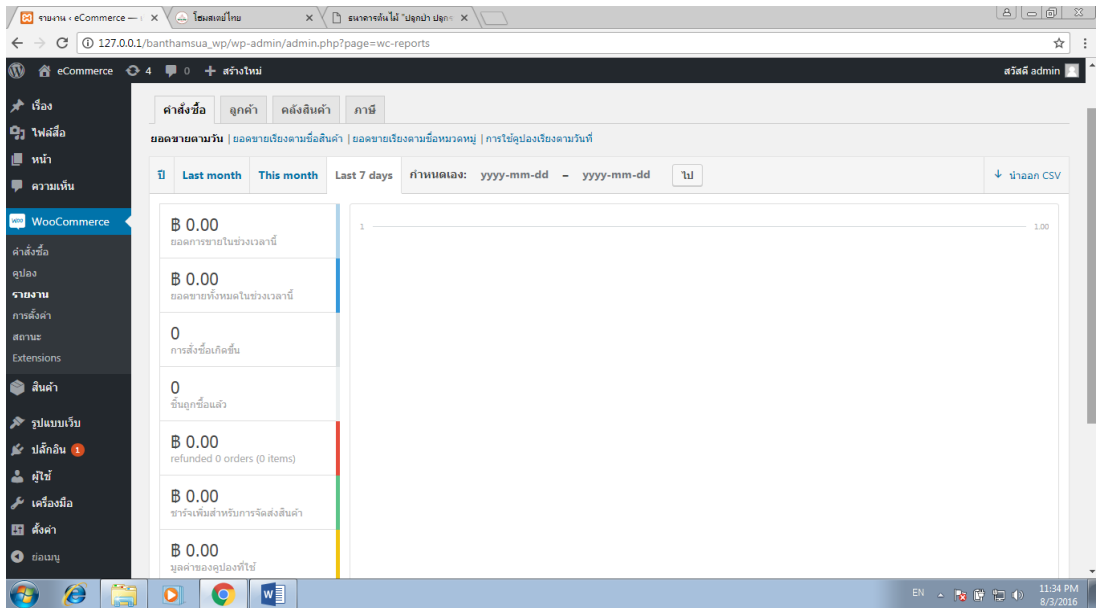 รายงาน ‹ eCommerce —
โฮมสเตย์ไทย
ธนาคารต้นไม้ "ปลูกป่า ปลูก
127.0.0.1/banthamsua_wp/wp-admin/admin.php?page=wc-reports
eCommerce 4 0 + สร้างใหม่
สวัสดี admin
เรื่อง
ไฟล์สื่อ
หน้า
ความเห็น
WooCommerce
คำสั่งซื้อ
คูปอง
รายงาน
การตั้งค่า
สถานะ
Extensions
สินค้า
รูปแบบเว็บ
ปลั๊กอิน 1
ผู้ใช้
เครื่องมือ
ตั้งค่า
ย่อเมนู
คำสั่งซื้อ ลูกค้า คลังสินค้า ภาษี
ยอดขายตามวัน | ยอดขายเรียงตามชื่อสินค้า | ยอดขายเรียงตามชื่อหมวดหมู่ | การใช้คูปองเรียงตามวันที่
ปี Last month This month Last 7 days กำหนดเอง: yyyy-mm-dd – yyyy-mm-dd ไป
นำออก CSV
฿ 0.00
ยอดการขายในช่วงเวลานี้
฿ 0.00
ยอดขายทั้งหมดในช่วงเวลานี้
0
การสั่งซื้อเกิดขึ้น
0
ชิ้นถูกซื้อแล้ว
฿ 0.00
refunded 0 orders (0 items)
฿ 0.00
ชาร์จเพิ่มสำหรับการจัดส่งสินค้า
฿ 0.00
มูลค่าของคูปองที่ใช้
1 1.00
EN
11:34 PM
8/3/2016